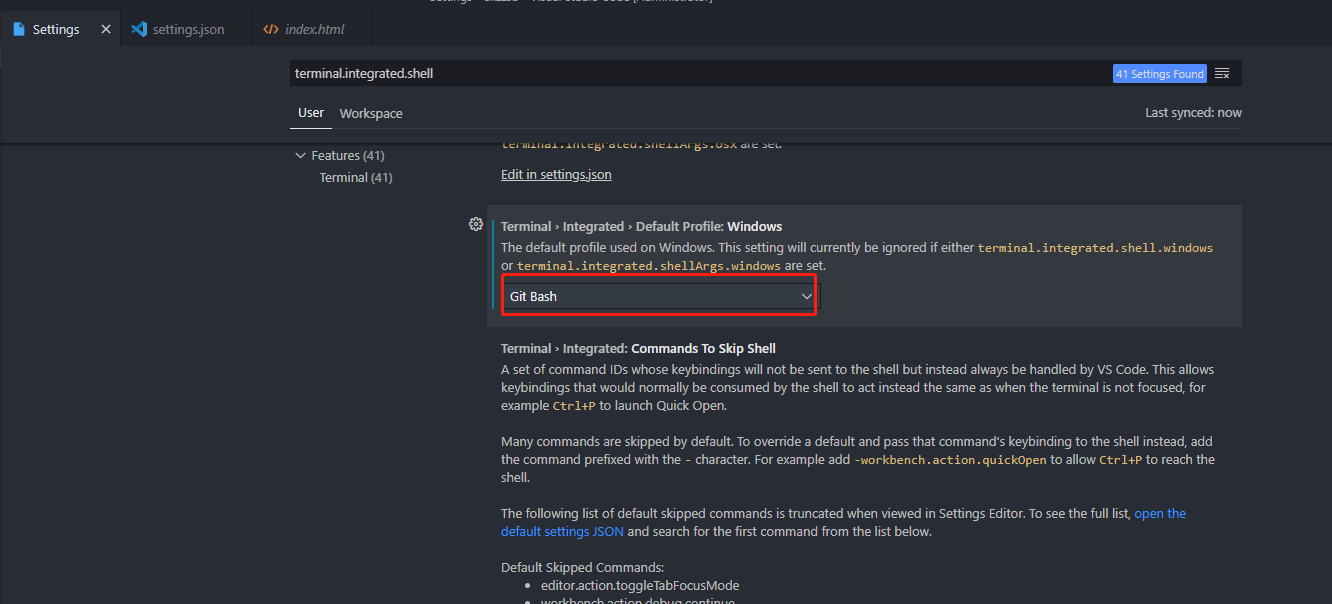 Settings
settings.json
index.html
terminal.integrated.shell
41 Settings Found
User
Workspace
Last synced: now
Features (41)
Terminal (41)
terminal.integrated.shellArgs.osx are set.
Edit in settings.json
Terminal › Integrated › Default Profile: Windows
The default profile used on Windows. This setting will currently be ignored if either terminal.integrated.shell.windows
or terminal.integrated.shellArgs.windows are set.
Git Bash
Terminal › Integrated: Commands To Skip Shell
A set of command IDs whose keybindings will not be sent to the shell but instead always be handled by VS Code. This allows
keybindings that would normally be consumed by the shell to act instead the same as when the terminal is not focused, for
example Ctrl+P to launch Quick Open.
Many commands are skipped by default. To override a default and pass that command's keybinding to the shell instead, add
the command prefixed with the - character. For example add -workbench.action.quickOpen to allow Ctrl+P to reach the
shell.
The following list of default skipped commands is truncated when viewed in Settings Editor. To see the full list, open the
default settings JSON and search for the first command from the list below.
Default Skipped Commands:
• editor.action.toggleTabFocusMode
• workbench.action.debug.continue